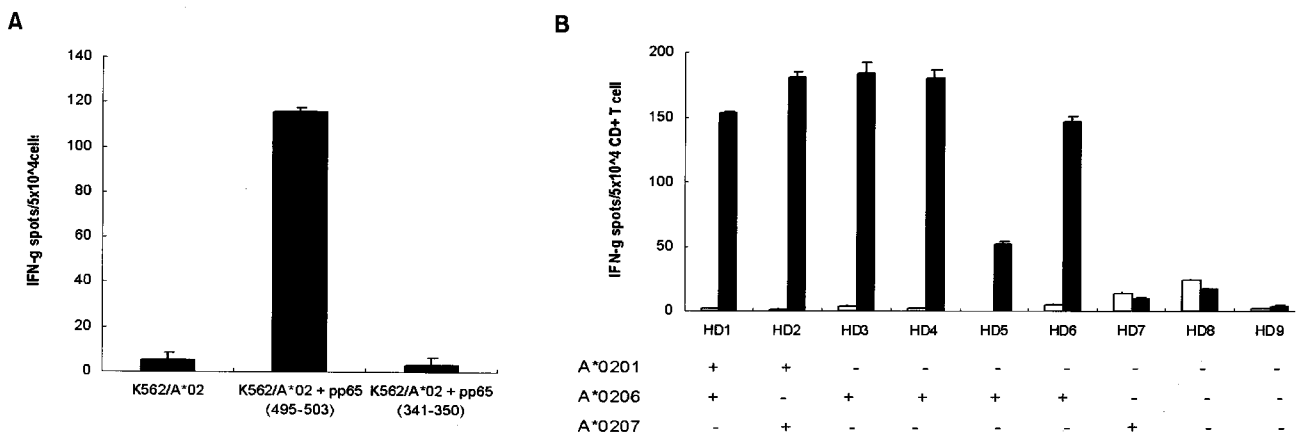 A
IFN-g spots/5x10^4cells
140
120
100
80
60
40
20
0
K562/A*02
K562/A*02 + pp65
(495-503)
K562/A*02 + pp65
(341-350)
B
IFN-g spots/5x10^4 CD+ T cell
200
150
100
50
0
HD1 HD2 HD3 HD4 HD5 HD6 HD7 HD8 HD9
A*0201 + + - - - - - - -
A*0206 + - + + + + - - -
A*0207 - + - - - - + - -